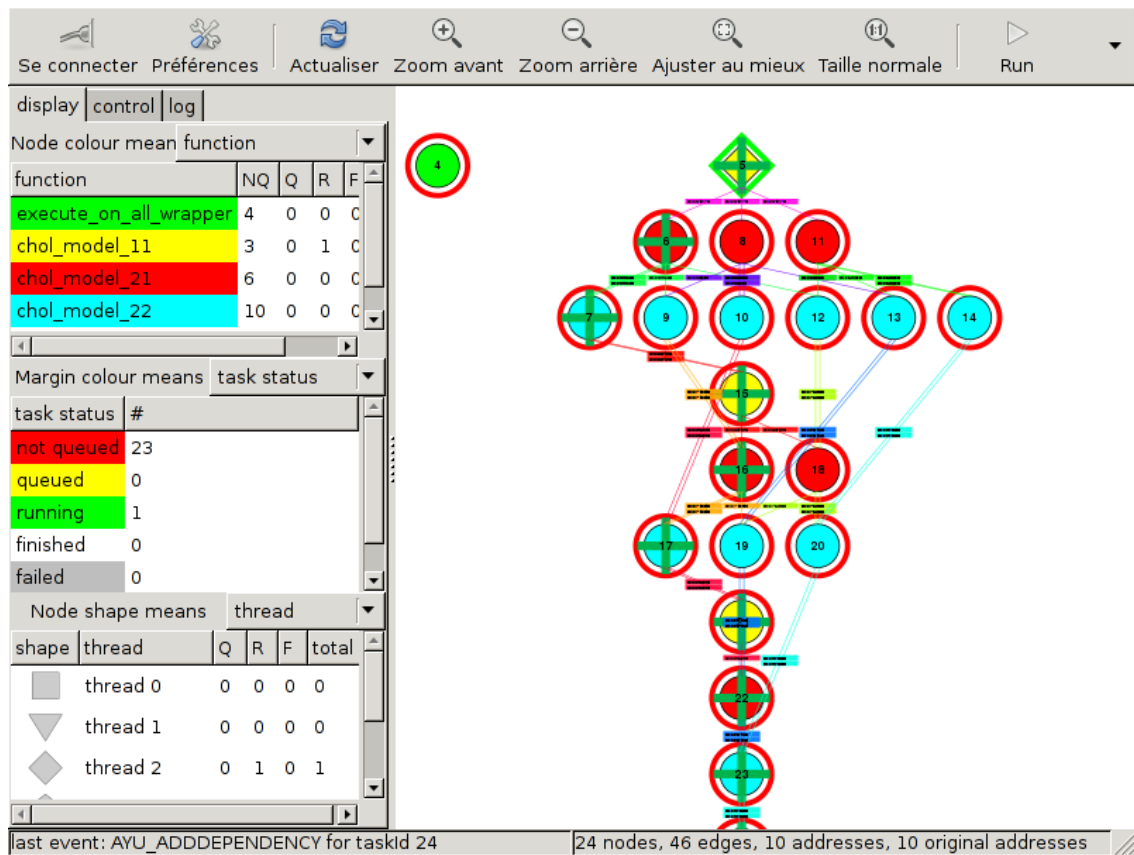 Se connecter Préférences Actualiser Zoom avant Zoom arrière Ajuster au mieux Taille normale Run
display control log
Node colour mean function
function NQ Q R F
execute_on_all_wrapper 4 0 0 0
chol_model_11 3 0 1 0
chol_model_21 6 0 0 0
chol_model_22 10 0 0 0
Margin colour means task status
task status #
not queued 23
queued 0
running 1
finished 0
failed 0
Node shape means thread
shape thread Q R F total
thread 0 0 0 0 0
thread 1 0 0 0 0
thread 2 0 1 0 1
4 5
6 8 11
7 9 10 12 13 14
15
16 18
17 19 20
22
23
last event: AYU_ADDDEPENDENCY for taskId 24
24 nodes, 46 edges, 10 addresses, 10 original addresses